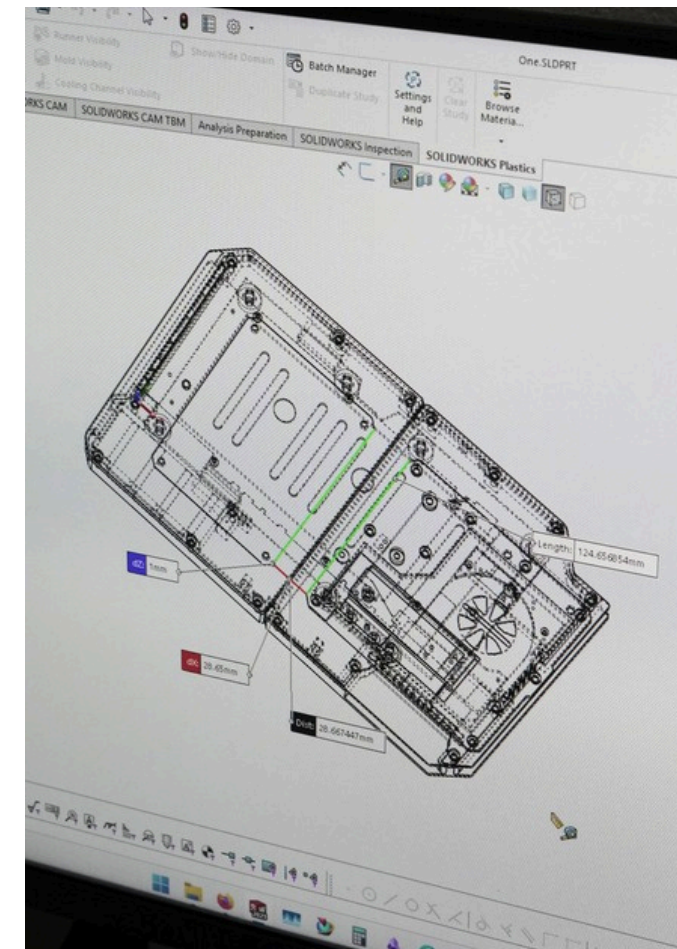 One.SLDPRT
Runner Visibility
Show/Hide Domain
Batch Manager
Mold Visibility
Duplicate Study
Cooling Channel Visibility
Settings
and
Help
Clear
Study
Browse
Materia...
RKS CAM
SOLIDWORKS CAM TBM
Analysis Preparation
SOLIDWORKS Inspection
SOLIDWORKS Plastics
Length: 124.656854mm
dZ: 1mm
dX: 28.65mm
Dist: 28.667447mm